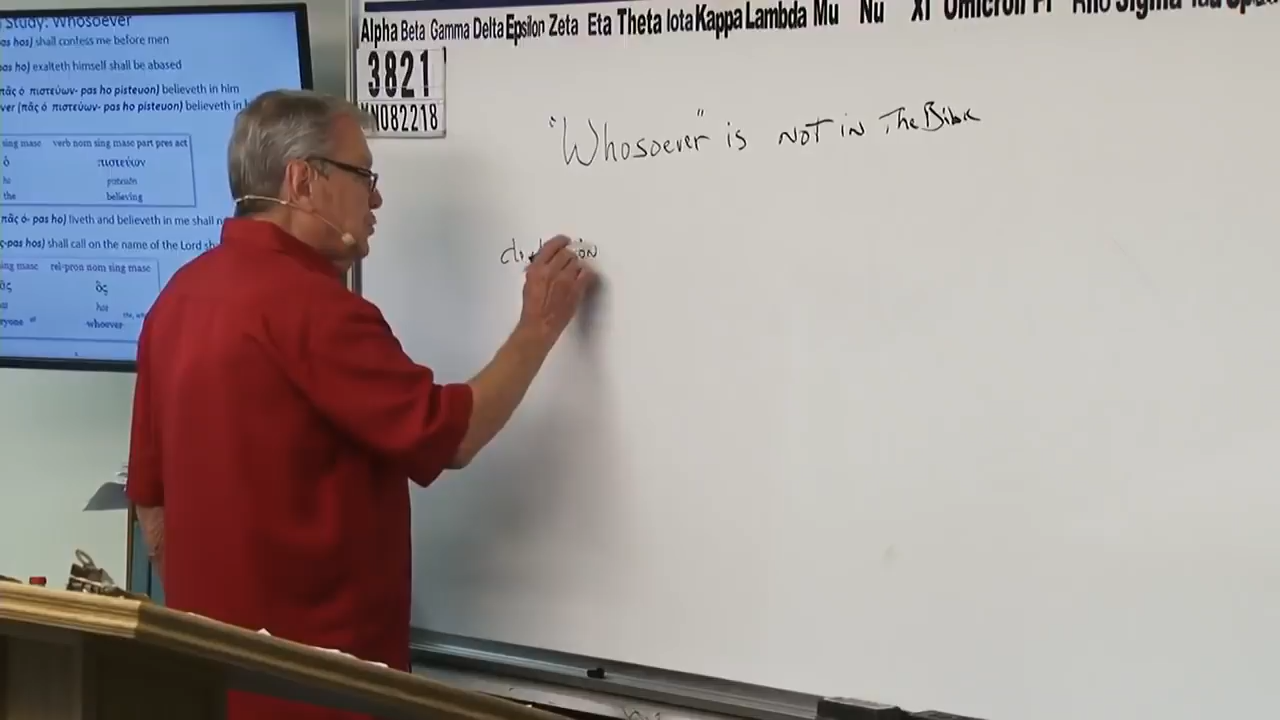 Study: Whosoever
as hos) shall confess me before men
as ho) exalteth himself shall be abased
πᾶς ὁ πιστεύων- pas ho pisteuon) believeth in him
ver (πᾶς ὁ πιστεύων- pas ho pisteuon) believeth in
sing masc verb nom sing masc part pres act
ὁ πιστεύων
ho pisteuōn
the believing
πᾶς ὁ- pas ho) liveth and believeth in me shall n
ς-pas hos) shall call on the name of the Lord sh
ing masc rel-pron nom sing masc
ᾶς ὃς
hos
ryone whoever
Alpha Beta Gamma Delta Epsilon Zeta Eta Theta Iota Kappa Lambda Mu Nu Xi Omicron Pi Rho Sigma Tau
3821
MN082218
"Whosoever" is NOT in The Bible